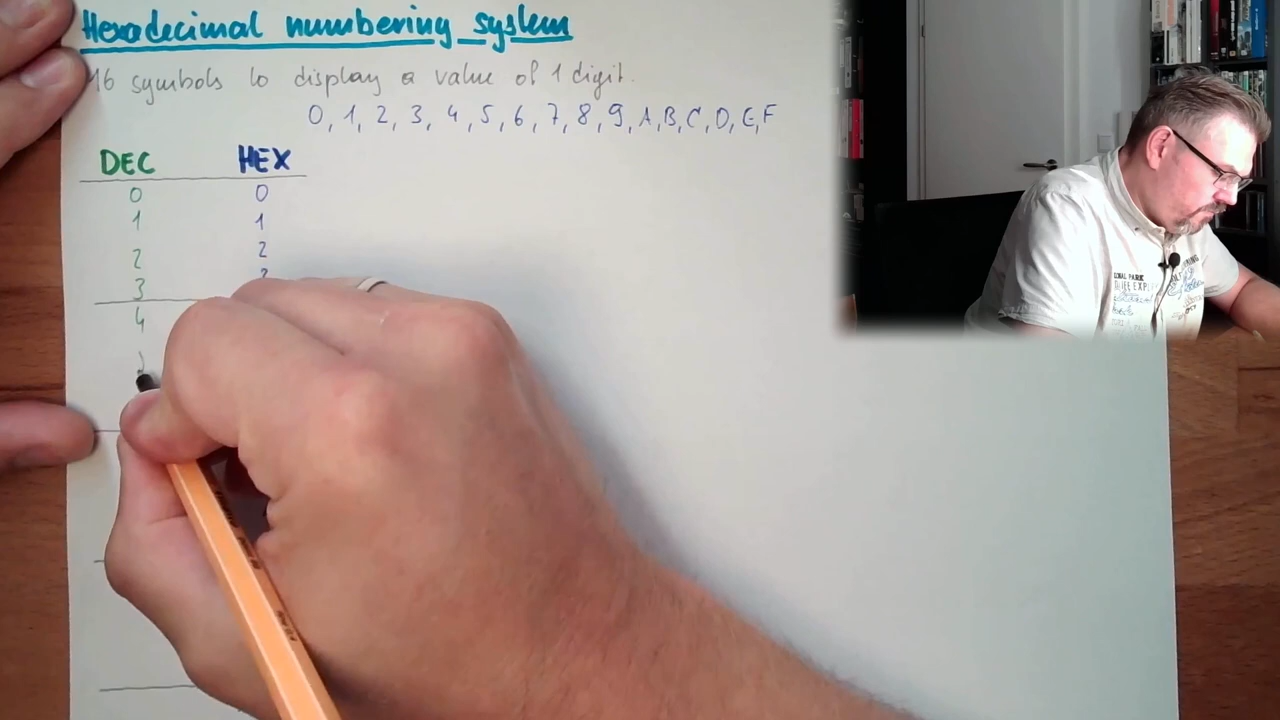 Hexadecimal numbering system
16 symbols to display a value of 1 digit.
0, 1, 2, 3, 4, 5, 6, 7, 8, 9, A, B, C, D, E, F
DEC HEX
0 0
1 1
2 2
3
4